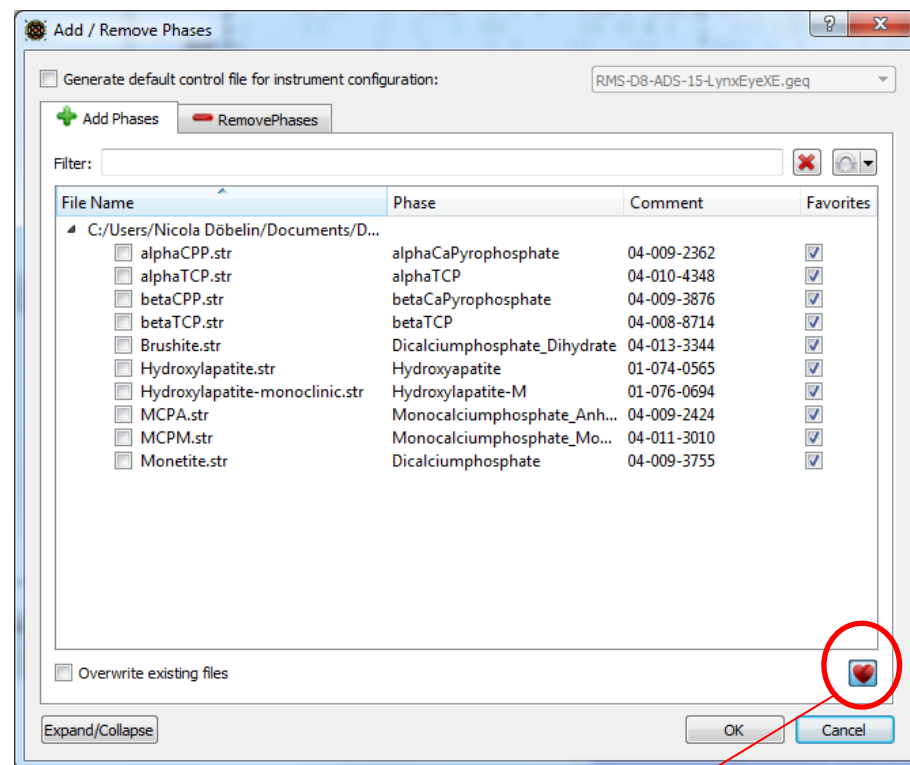 Add / Remove Phases
Generate default control file for instrument configuration: RMS-D8-ADS-15-LynxEyeXE.geq
Add Phases RemovePhases
Filter:
File Name Phase Comment Favorites
C:/Users/Nicola Döbelin/Documents/D...
alphaCPP.str alphaCaPyrophosphate 04-009-2362
alphaTCP.str alphaTCP 04-010-4348
betaCPP.str betaCaPyrophosphate 04-009-3876
betaTCP.str betaTCP 04-008-8714
Brushite.str Dicalciumphosphate_Dihydrate 04-013-3344
Hydroxylapatite.str Hydroxyapatite 01-074-0565
Hydroxylapatite-monoclinic.str Hydroxylapatite-M 01-076-0694
MCPA.str Monocalciumphosphate_Anh... 04-009-2424
MCPM.str Monocalciumphosphate_Mo... 04-011-3010
Monetite.str Dicalciumphosphate 04-009-3755
Overwrite existing files
Expand/Collapse OK Cancel